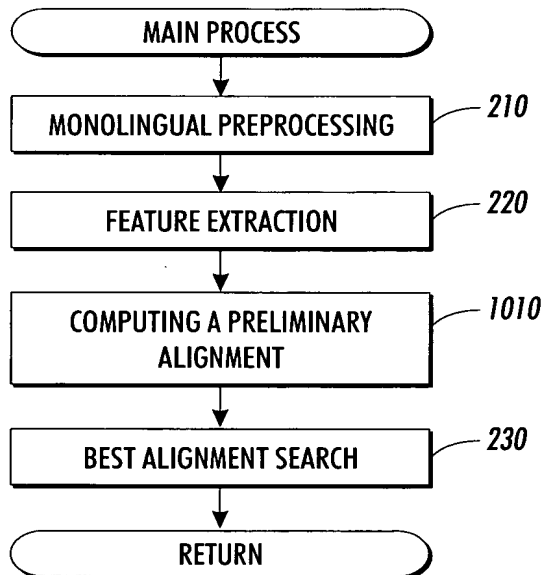 MAIN PROCESS
MONOLINGUAL PREPROCESSING
210
FEATURE EXTRACTION
220
COMPUTING A PRELIMINARY
ALIGNMENT
1010
BEST ALIGNMENT SEARCH
230
RETURN